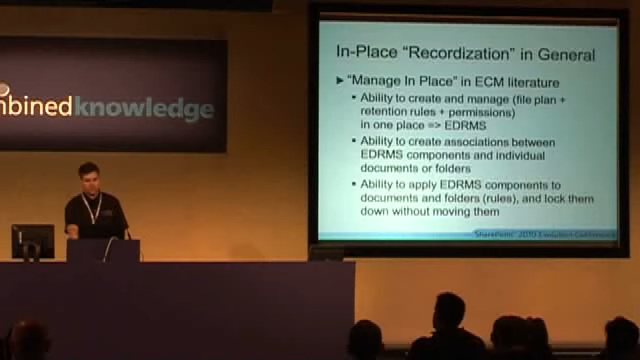 mbinedknowledge
In-Place “Recordization” in General
“Manage In Place” in ECM literature
Ability to create and manage (file plan +
retention rules + permissions)
in one place => EDRMS
Ability to create associations between
EDRMS components and individual
documents or folders
Ability to apply EDRMS components to
documents and folders (rules), and lock them
down without moving them
SharePoint 2010 Evolution Conference